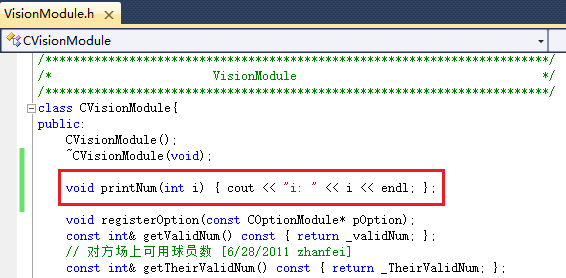 VisionModule.h ×
CVisionModule
/***********************************************************************/
/* VisionModule */
/***********************************************************************/
class CVisionModule{
public:
CVisionModule();
~CVisionModule(void);
void printNum(int i) { cout << "i: " << i << endl; };
void registerOption(const COptionModule* pOption);
const int& getValidNum() const { return _validNum; };
// 对方场上可用球员数 [6/28/2011 zhanfei]
const int& getTheirValidNum() const { return _TheirValidNum; };